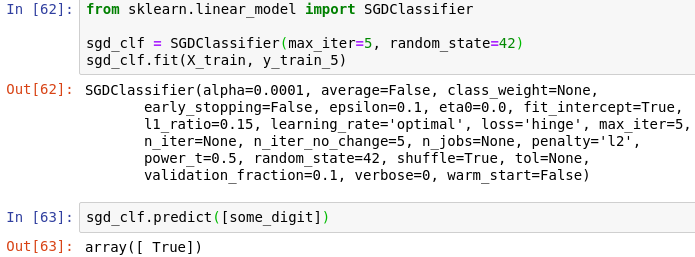 In [62]: from sklearn.linear_model import SGDClassifier
sgd_clf = SGDClassifier(max_iter=5, random_state=42)
sgd_clf.fit(X_train, y_train_5)
Out[62]: SGDClassifier(alpha=0.0001, average=False, class_weight=None,
early_stopping=False, epsilon=0.1, eta0=0.0, fit_intercept=True,
l1_ratio=0.15, learning_rate='optimal', loss='hinge', max_iter=5,
n_iter=None, n_iter_no_change=5, n_jobs=None, penalty='l2',
power_t=0.5, random_state=42, shuffle=True, tol=None,
validation_fraction=0.1, verbose=0, warm_start=False)
In [63]: sgd_clf.predict([some_digit])
Out[63]: array([ True])